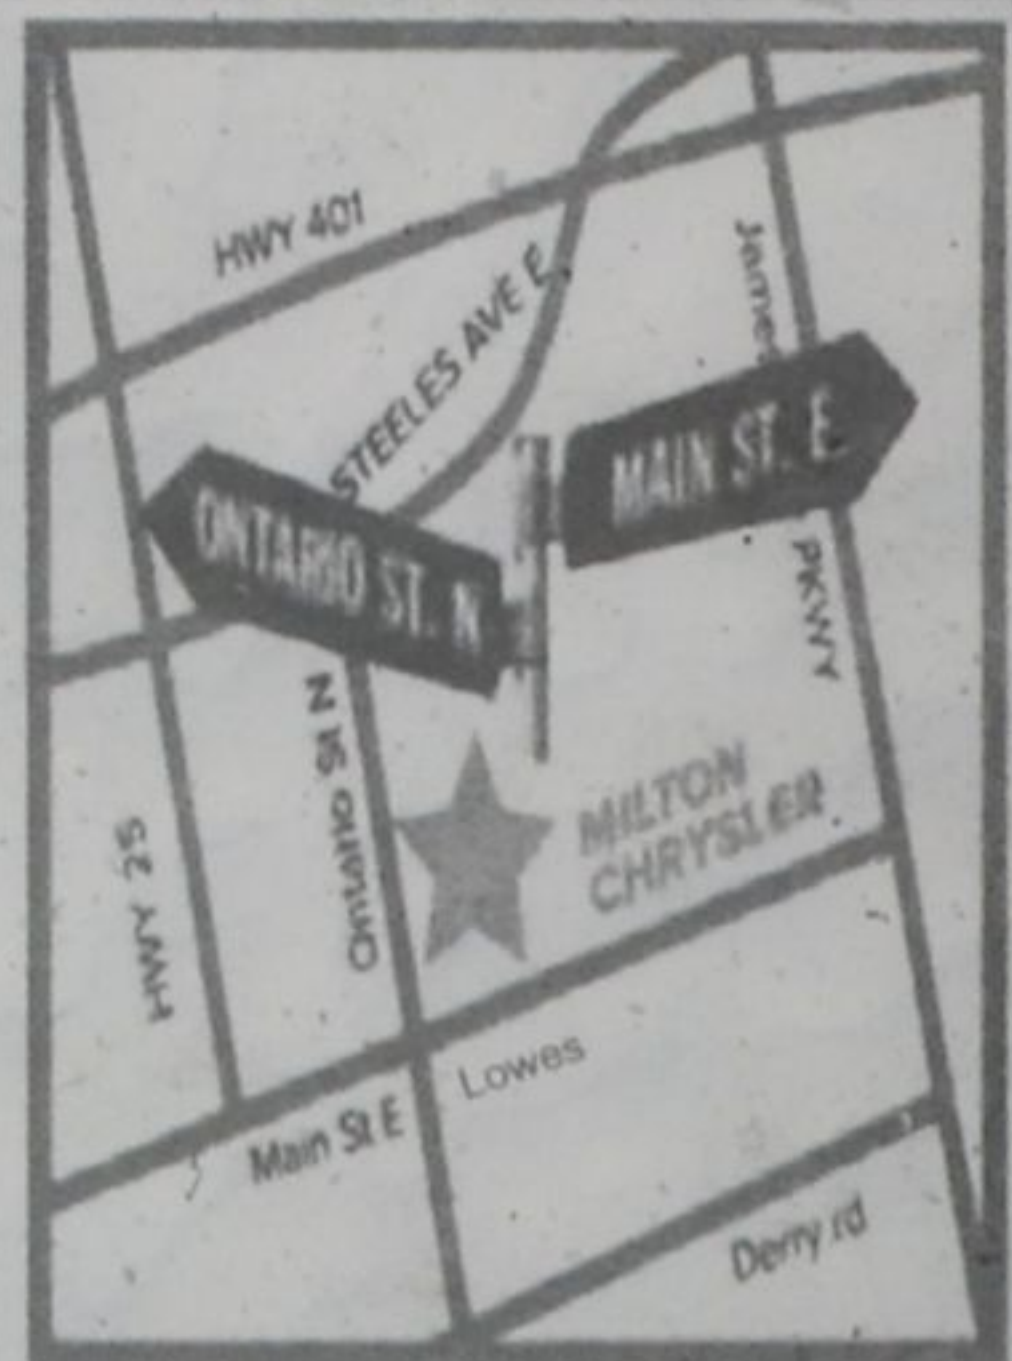 HWY 401
STEELES AVE E.
MAIN ST. E.
ONTARIO ST. N
PKWY
Ontario St N
MILTON
CHRYSLER
HWY 25
Lowes
Main St E
Derry rd